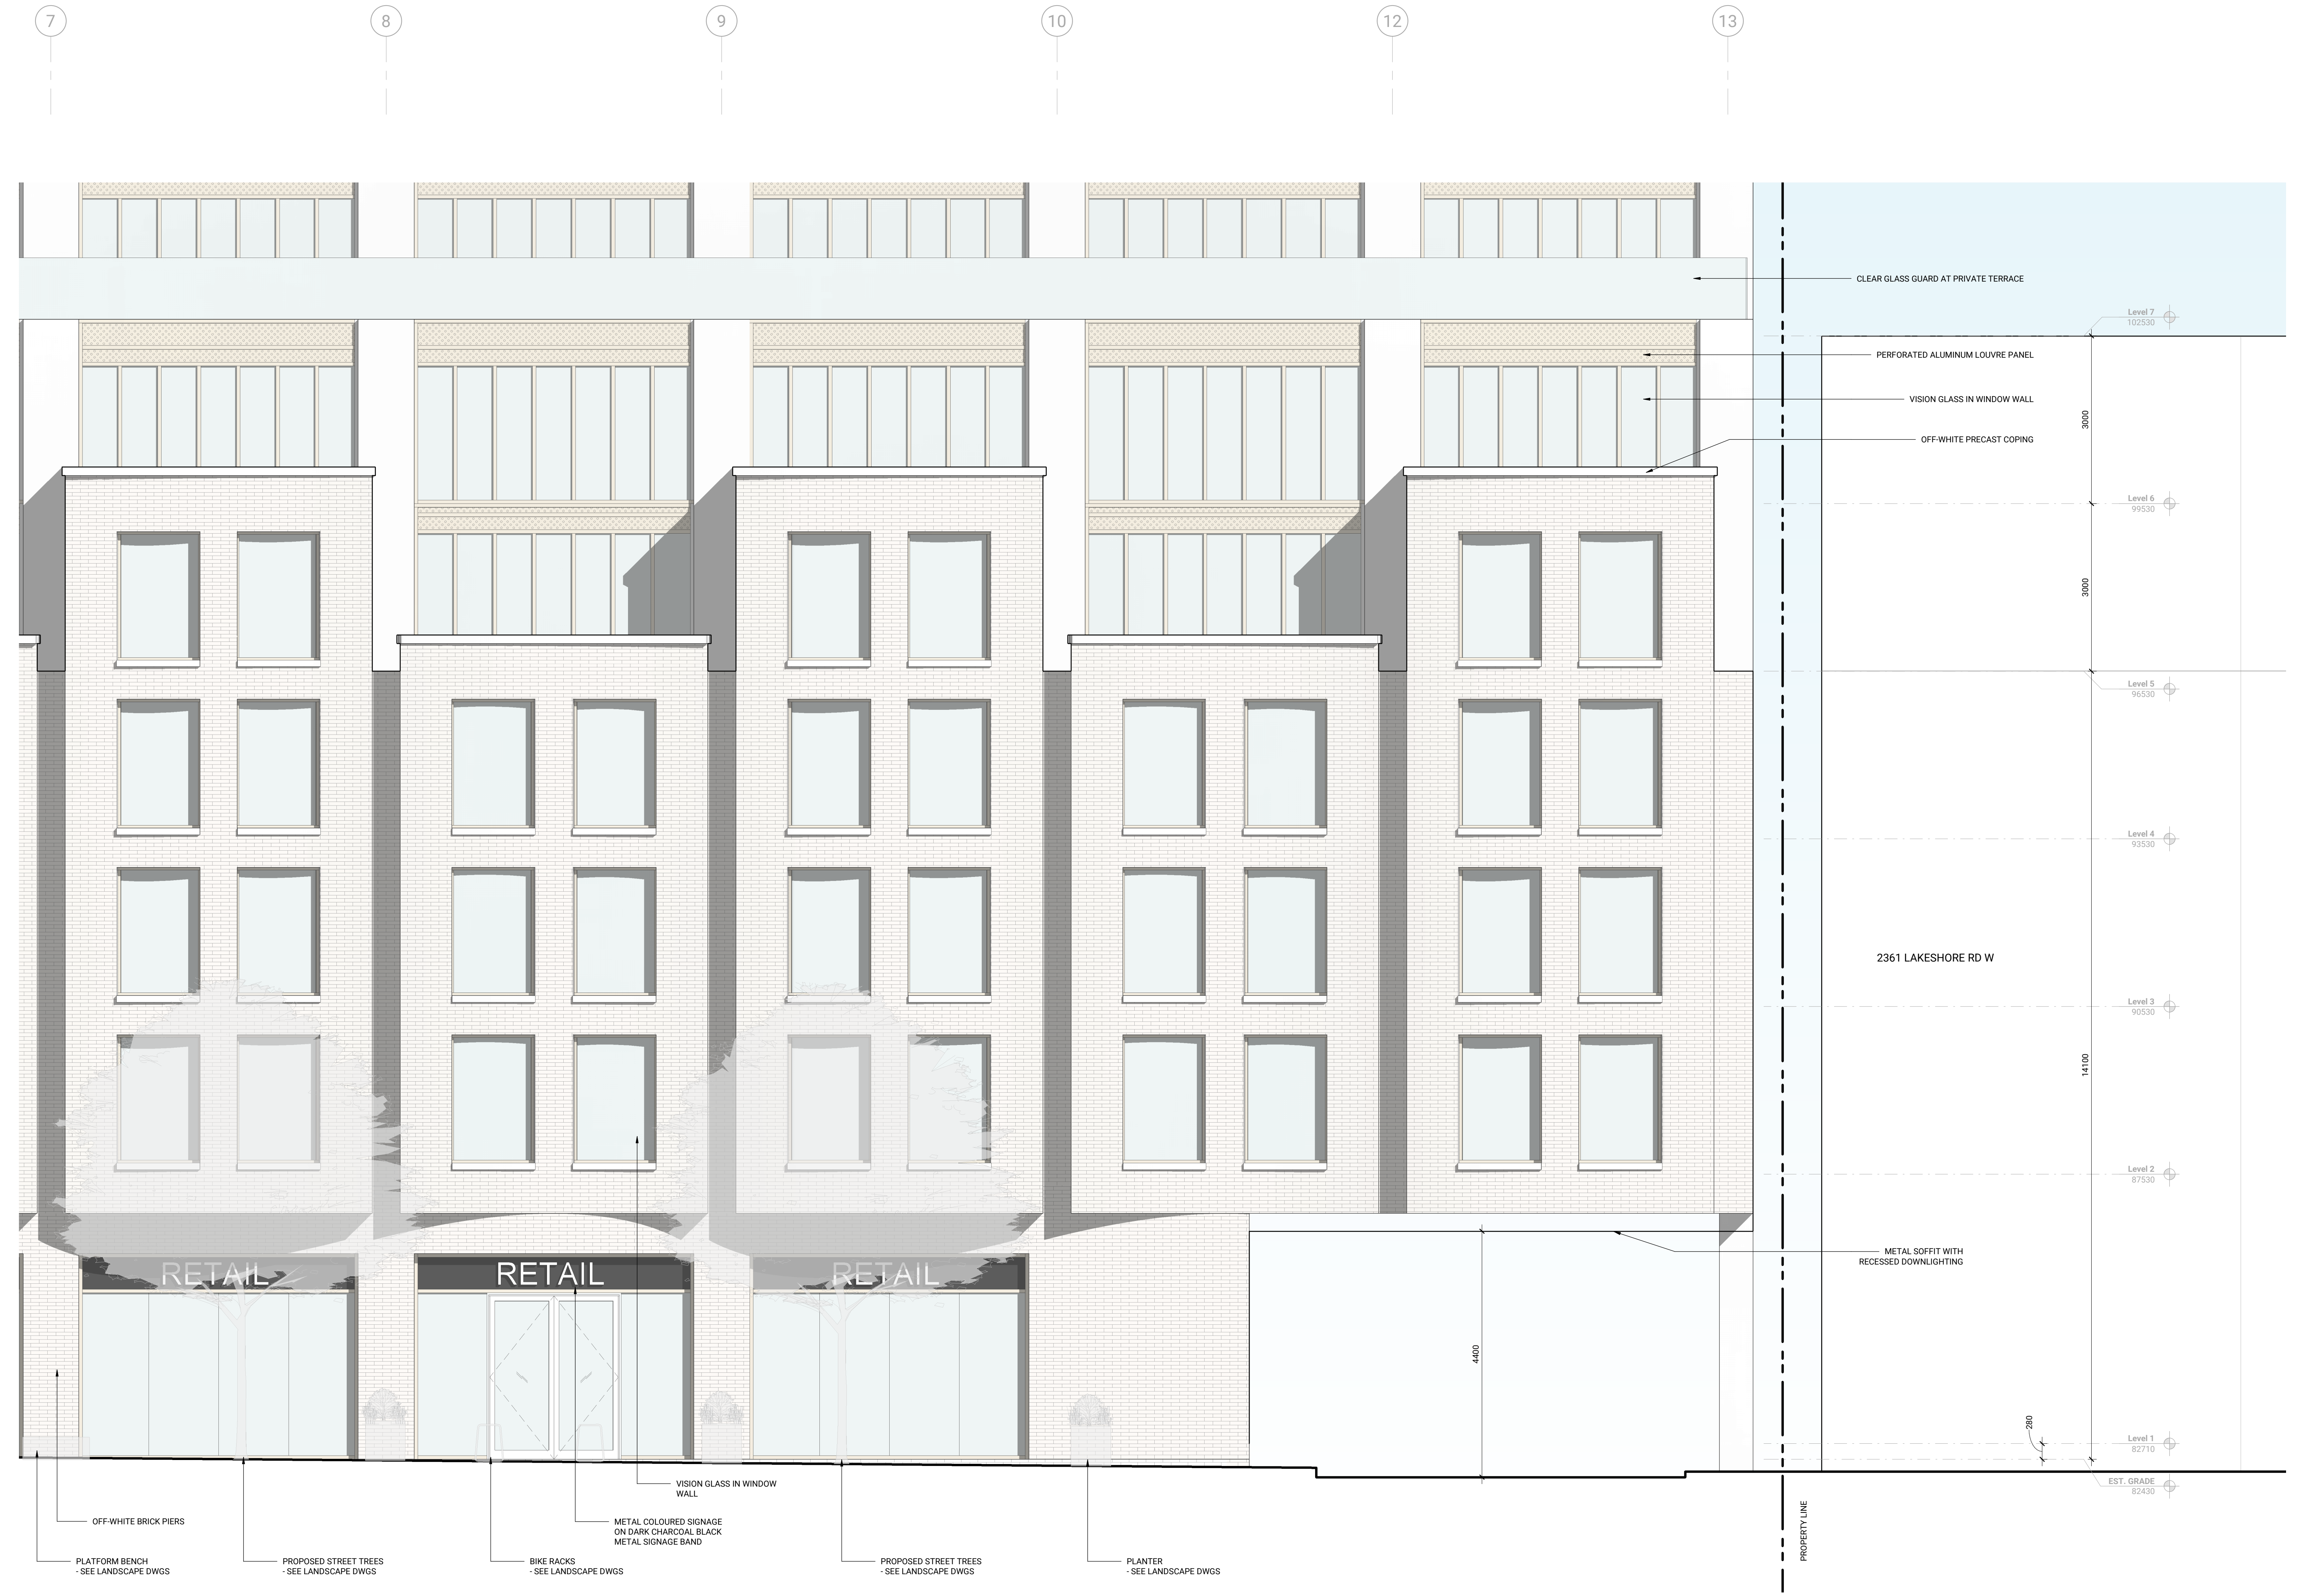 7
8
9
10
12
13
CLEAR GLASS GUARD AT PRIVATE TERRACE
Level 7
102530
PERFORATED ALUMINUM LOUVRE PANEL
VISION GLASS IN WINDOW WALL
3000
OFF-WHITE PRECAST COPING
Level 6
99530
3000
Level 5
96530
Level 4
93530
2361 LAKESHORE RD W
Level 3
90530
14100
Level 2
87530
METAL SOFFIT WITH
RECESSED DOWNLIGHTING
RETAIL
RETAIL
RETAIL
4400
280
Level 1
82710
EST. GRADE
82430
VISION GLASS IN WINDOW
WALL
OFF-WHITE BRICK PIERS
METAL COLOURED SIGNAGE
ON DARK CHARCOAL BLACK
METAL SIGNAGE BAND
PROPERTY LINE
PLATFORM BENCH
- SEE LANDSCAPE DWGS
PROPOSED STREET TREES
- SEE LANDSCAPE DWGS
BIKE RACKS
- SEE LANDSCAPE DWGS
PROPOSED STREET TREES
- SEE LANDSCAPE DWGS
PLANTER
- SEE LANDSCAPE DWGS